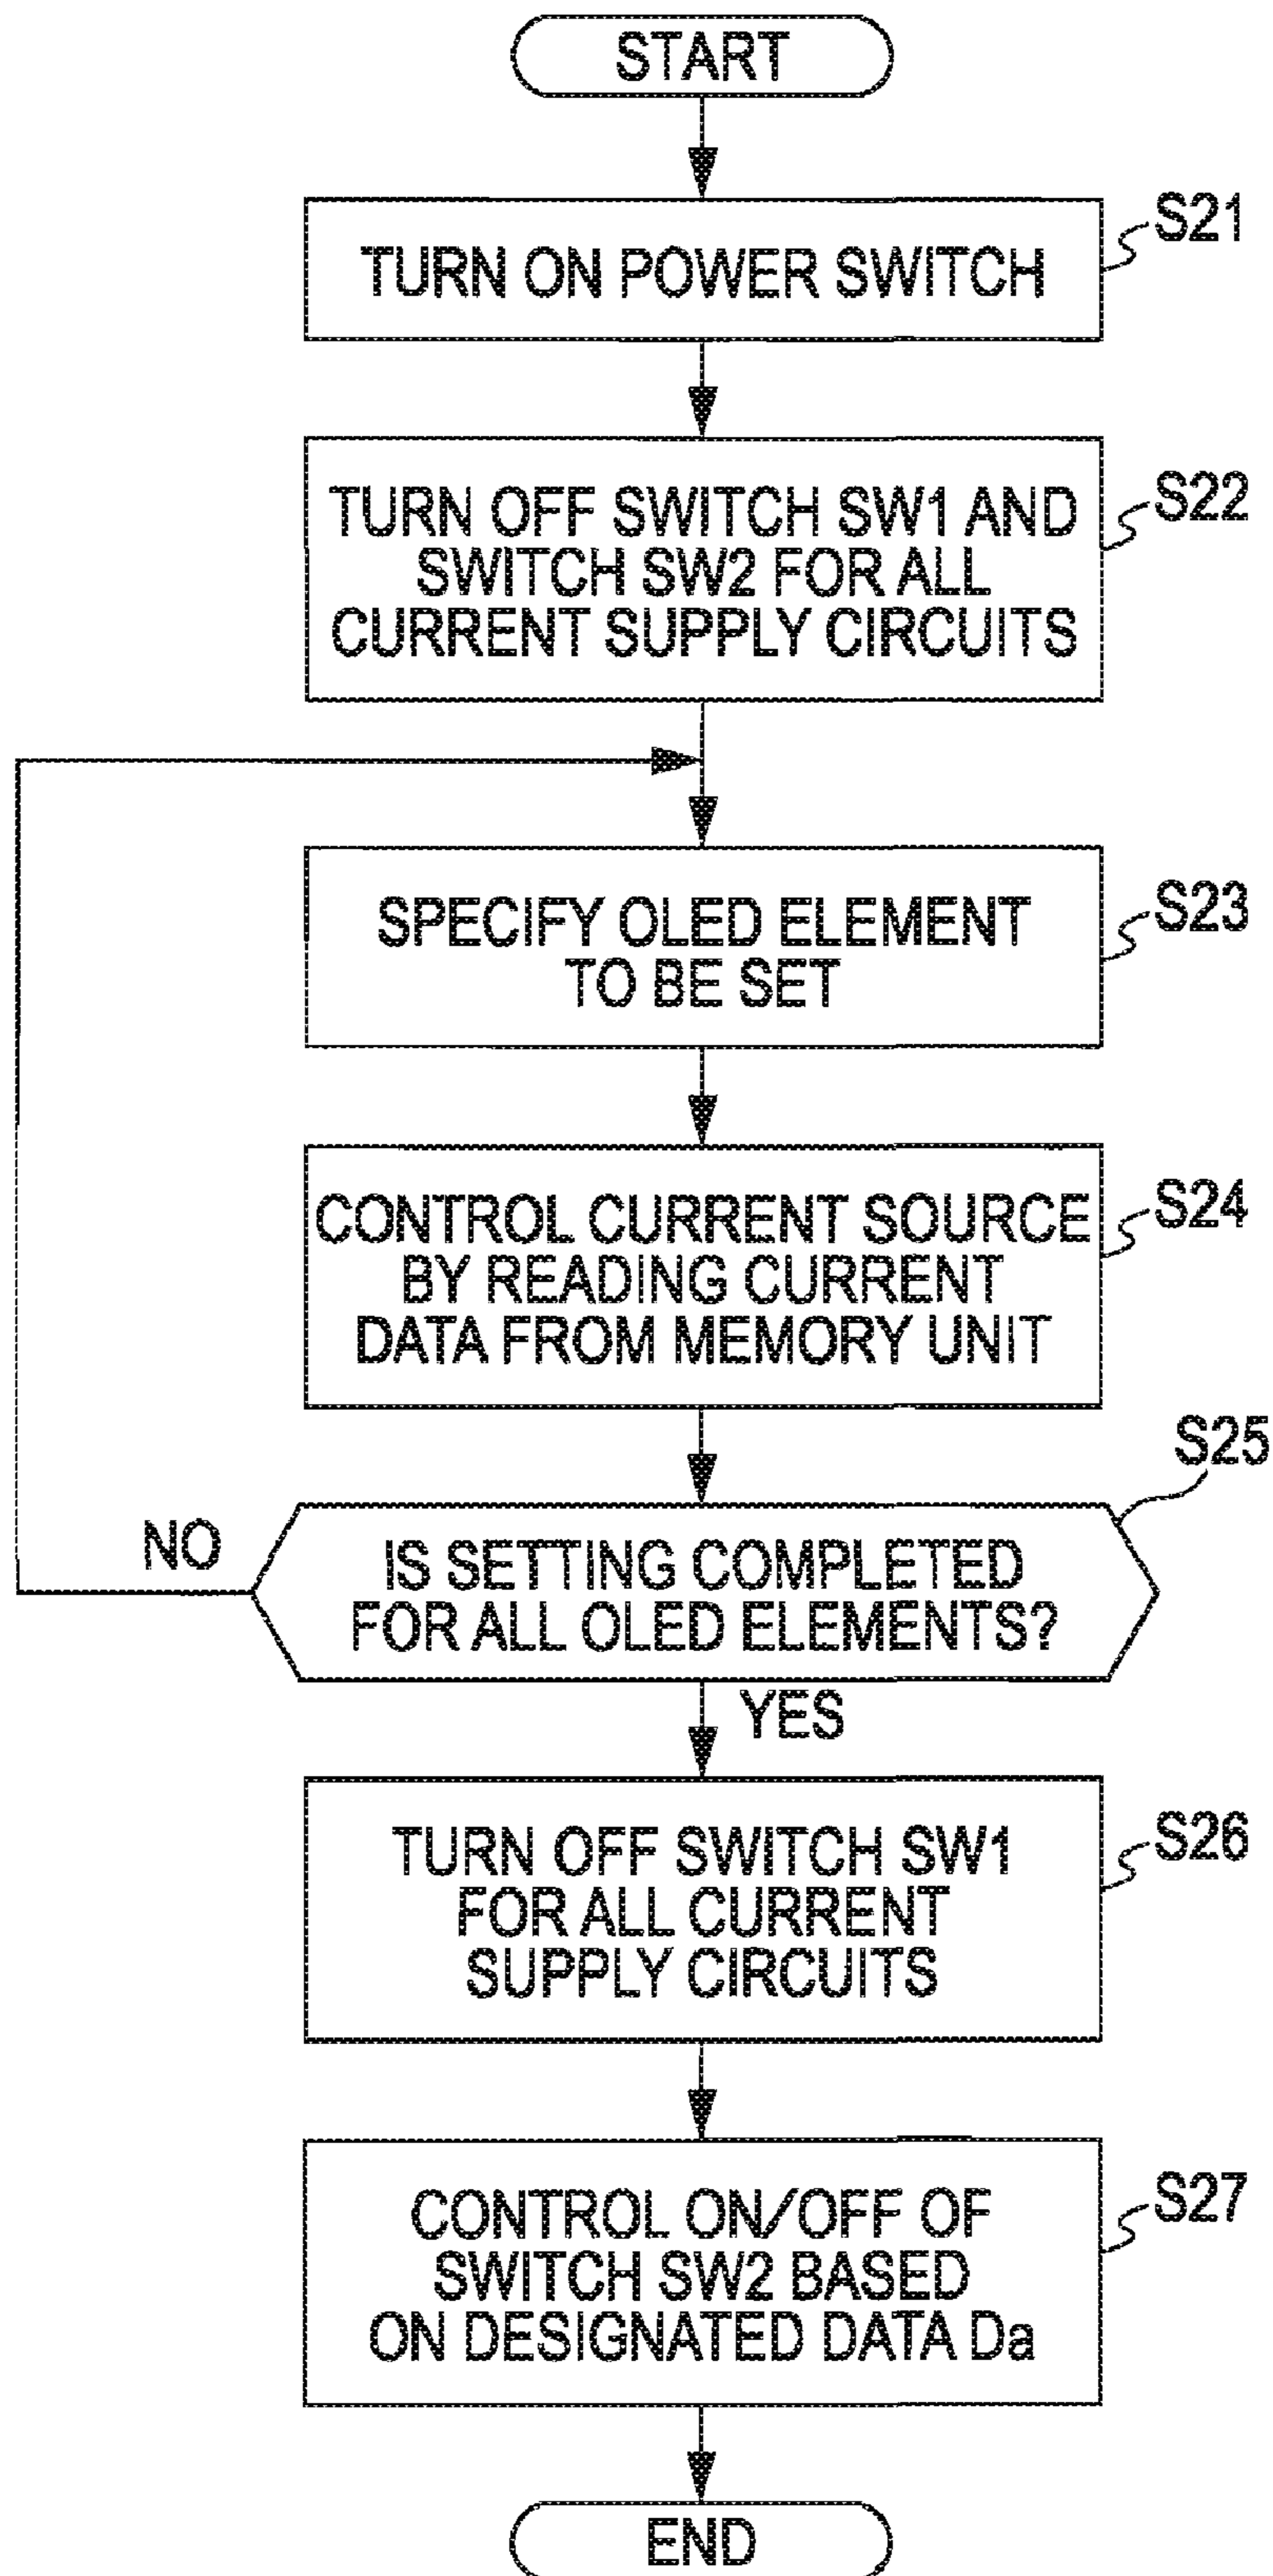 START
TURN ON POWER SWITCH
S21
TURN OFF SWITCH SW1 AND
SWITCH SW2 FOR ALL
CURRENT SUPPLY CIRCUITS
S22
SPECIFY OLED ELEMENT
TO BE SET
S23
CONTROL CURRENT SOURCE
BY READING CURRENT
DATA FROM MEMORY UNIT
S24
IS SETTING COMPLETED
FOR ALL OLED ELEMENTS?
S25
NO
YES
TURN OFF SWITCH SW1
FOR ALL CURRENT
SUPPLY CIRCUITS
S26
CONTROL ON/OFF OF
SWITCH SW2 BASED
ON DESIGNATED DATA Da
S27
END